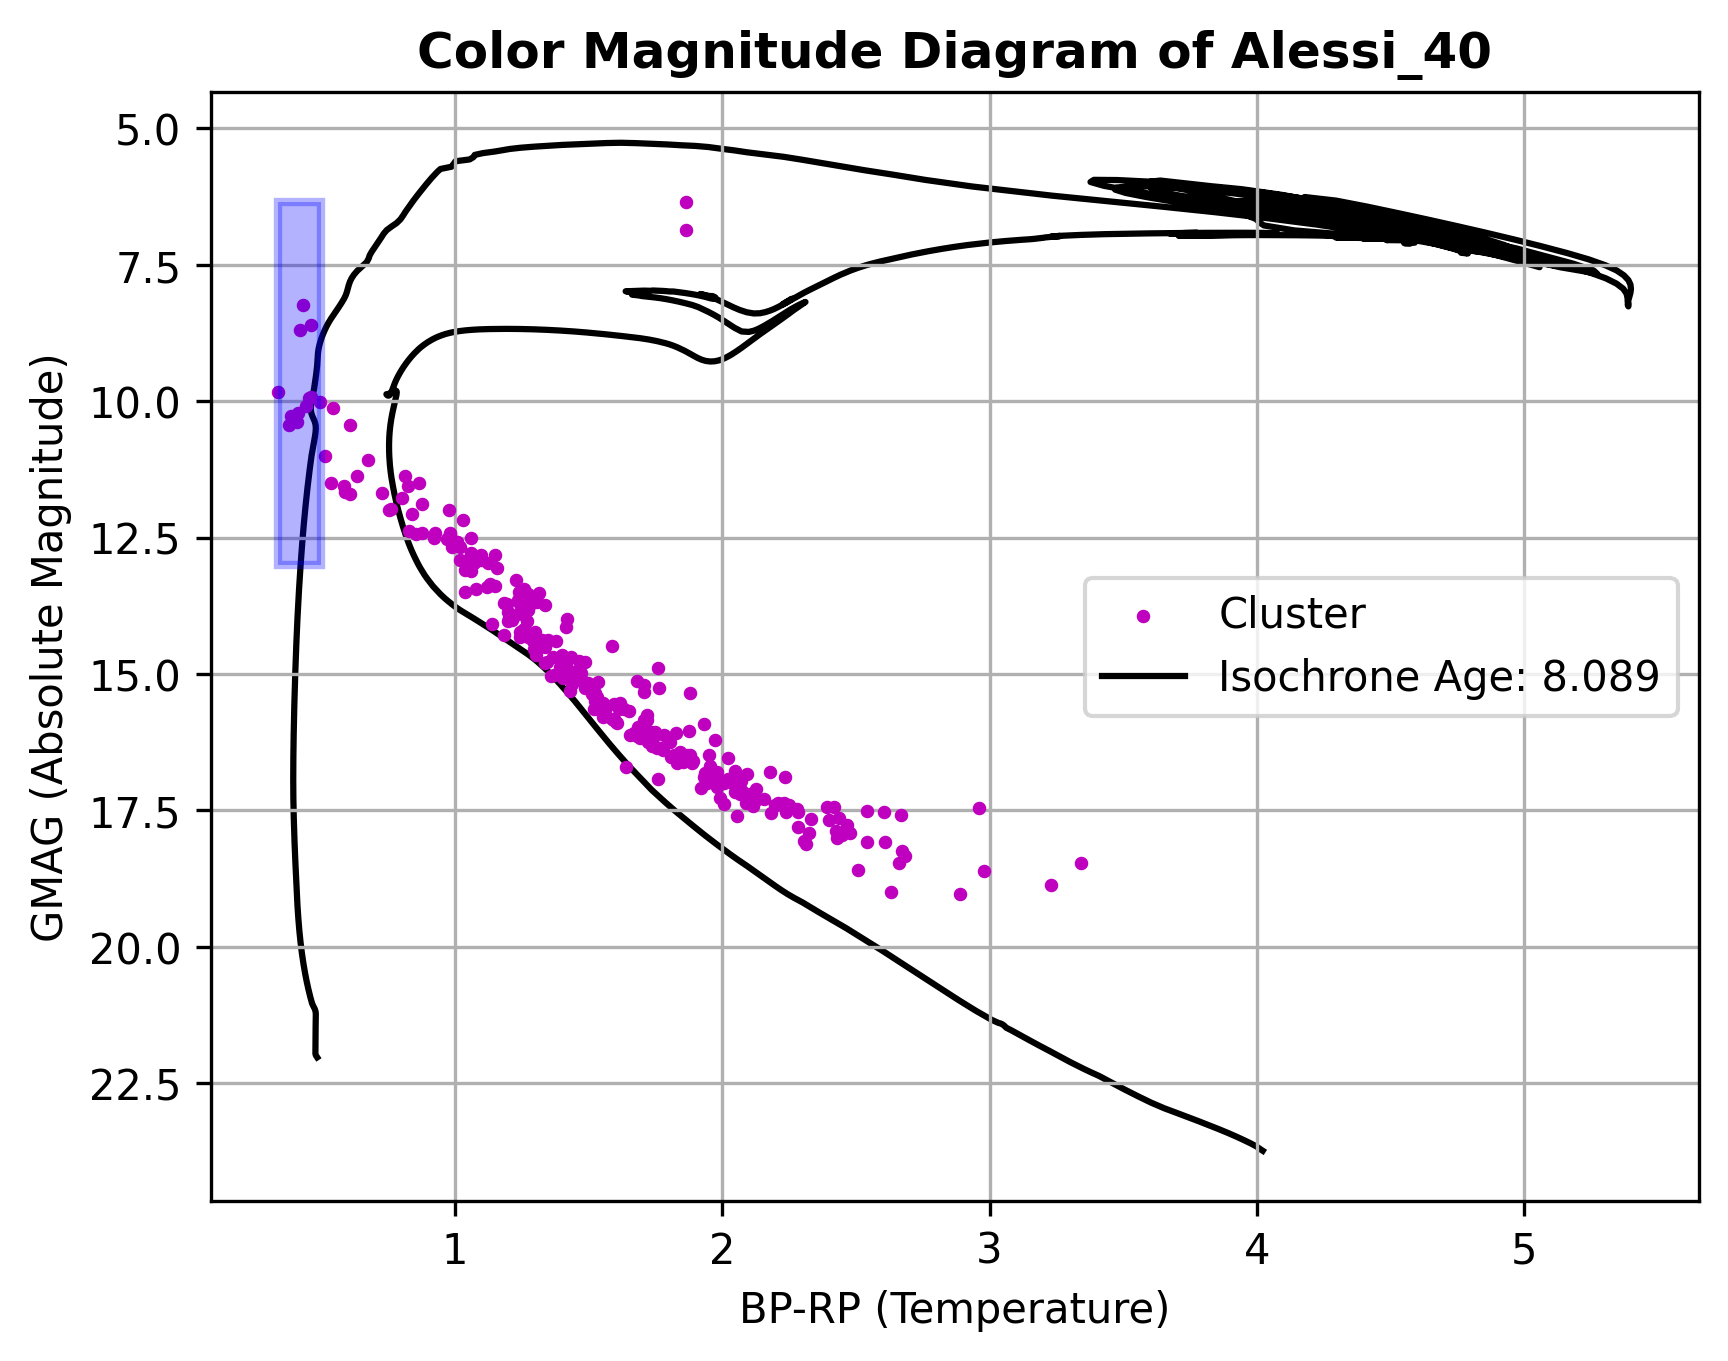 Color Magnitude Diagram of Alessi_40
GMAG (Absolute Magnitude)
5.0
7.5
10.0
12.5
15.0
17.5
20.0
22.5
Cluster
Isochrone Age: 8.089
1 2 3 4 5
BP-RP (Temperature)